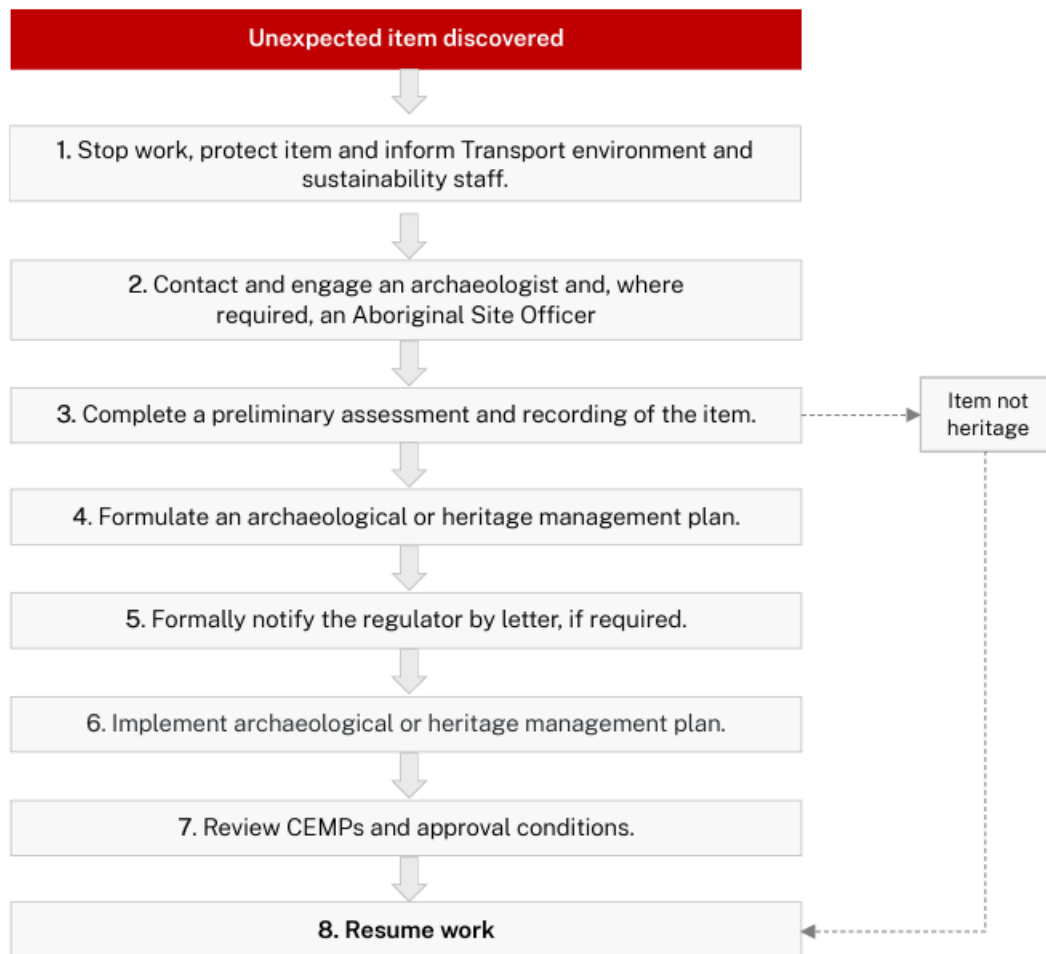 Unexpected item discovered
1. Stop work, protect item and inform Transport environment and
sustainability staff.
2. Contact and engage an archaeologist and, where
required, an Aboriginal Site Officer
3. Complete a preliminary assessment and recording of the item.
Item not
heritage
4. Formulate an archaeological or heritage management plan.
5. Formally notify the regulator by letter, if required.
6. Implement archaeological or heritage management plan.
7. Review CEMPs and approval conditions.
8. Resume work